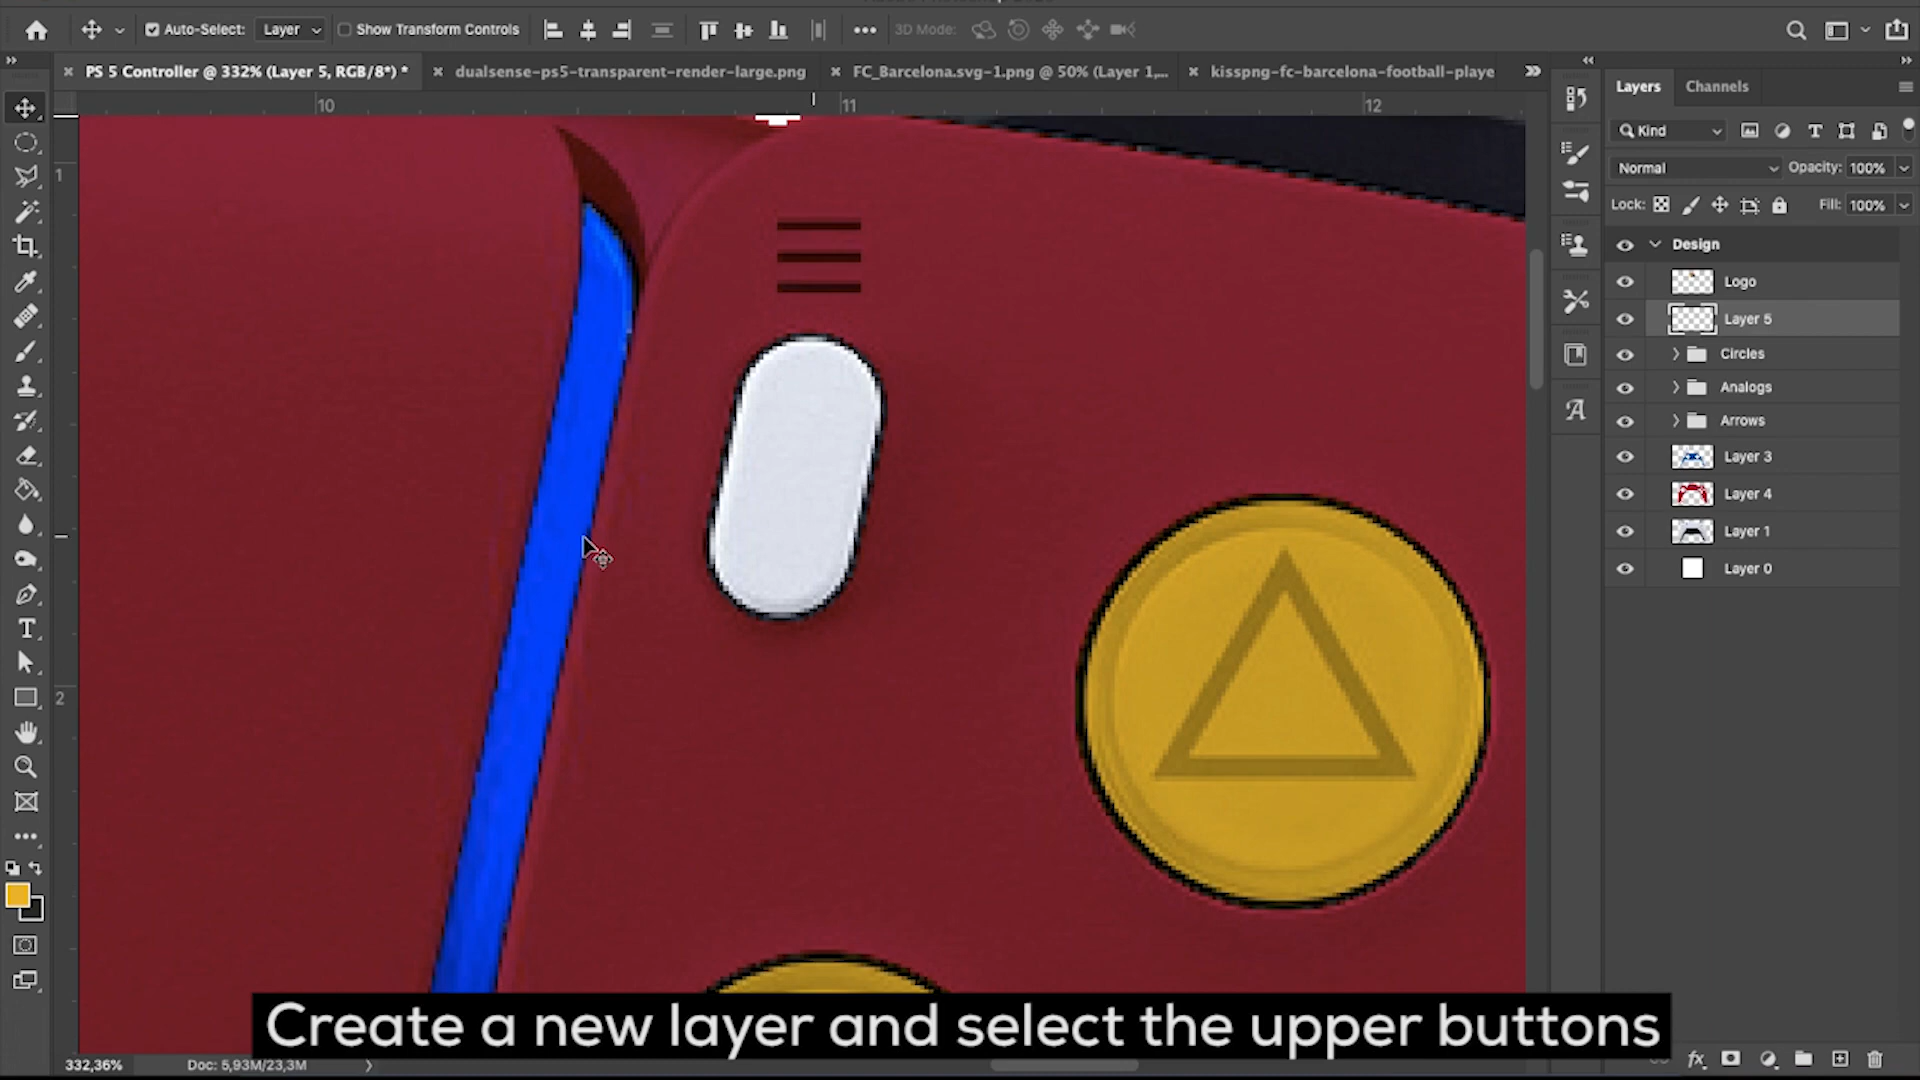 Auto-Select: Layer Show Transform Controls 3D Mode:
PS 5 Controller @ 332% (Layer 5, RGB/8*) * dualsense-ps5-transparent-render-large.png FC_Barcelona.svg-1.png @ 50% (Layer 1,... kisspng-fc-barcelona-football-playe
10 11 12
1
2
Layers Channels
Kind
Normal Opacity: 100%
Lock: Fill: 100%
Design
Logo
Layer 5
Circles
Analogs
Arrows
Layer 3
Layer 4
Layer 1
Layer 0
Create a new layer and select the upper buttons
332,36% Doc: 5,93M/23,3M